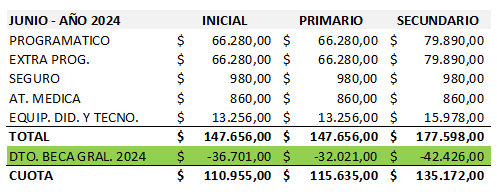 JUNIO - AÑO 2024 INICIAL PRIMARIO SECUNDARIO
PROGRAMATICO $ 66.280,00 $ 66.280,00 $ 79.890,00
EXTRA PROG. $ 66.280,00 $ 66.280,00 $ 79.890,00
SEGURO $ 980,00 $ 980,00 $ 980,00
AT. MEDICA $ 860,00 $ 860,00 $ 860,00
EQUIP. DID. Y TECNO. $ 13.256,00 $ 13.256,00 $ 15.978,00
TOTAL $ 147.656,00 $ 147.656,00 $ 177.598,00
DTO. BECA GRAL. 2024 $ -36.701,00 $ -32.021,00 $ -42.426,00
CUOTA $ 110.955,00 $ 115.635,00 $ 135.172,00